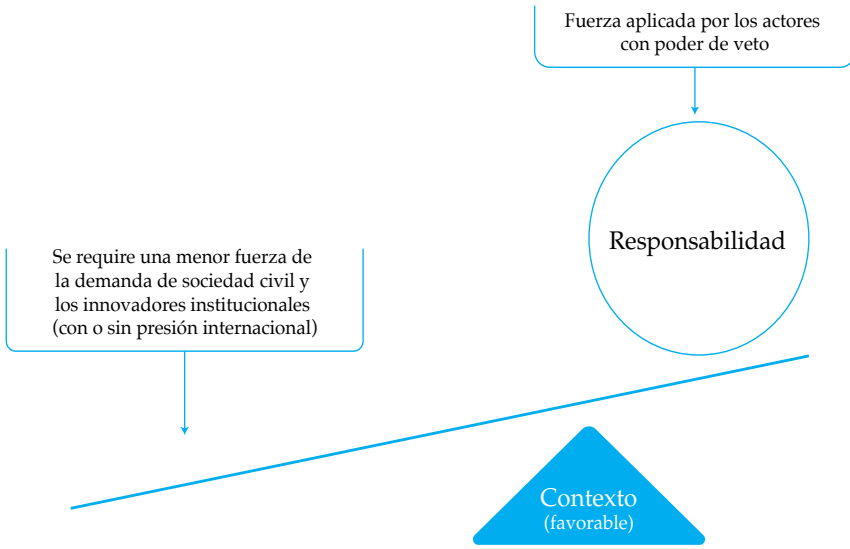 Fuerza aplicada por los actores
con poder de veto
Responsabilidad
Se require una menor fuerza de
la demanda de sociedad civil y
los innovadores institucionales
(con o sin presión internacional)
Contexto
(favorable)